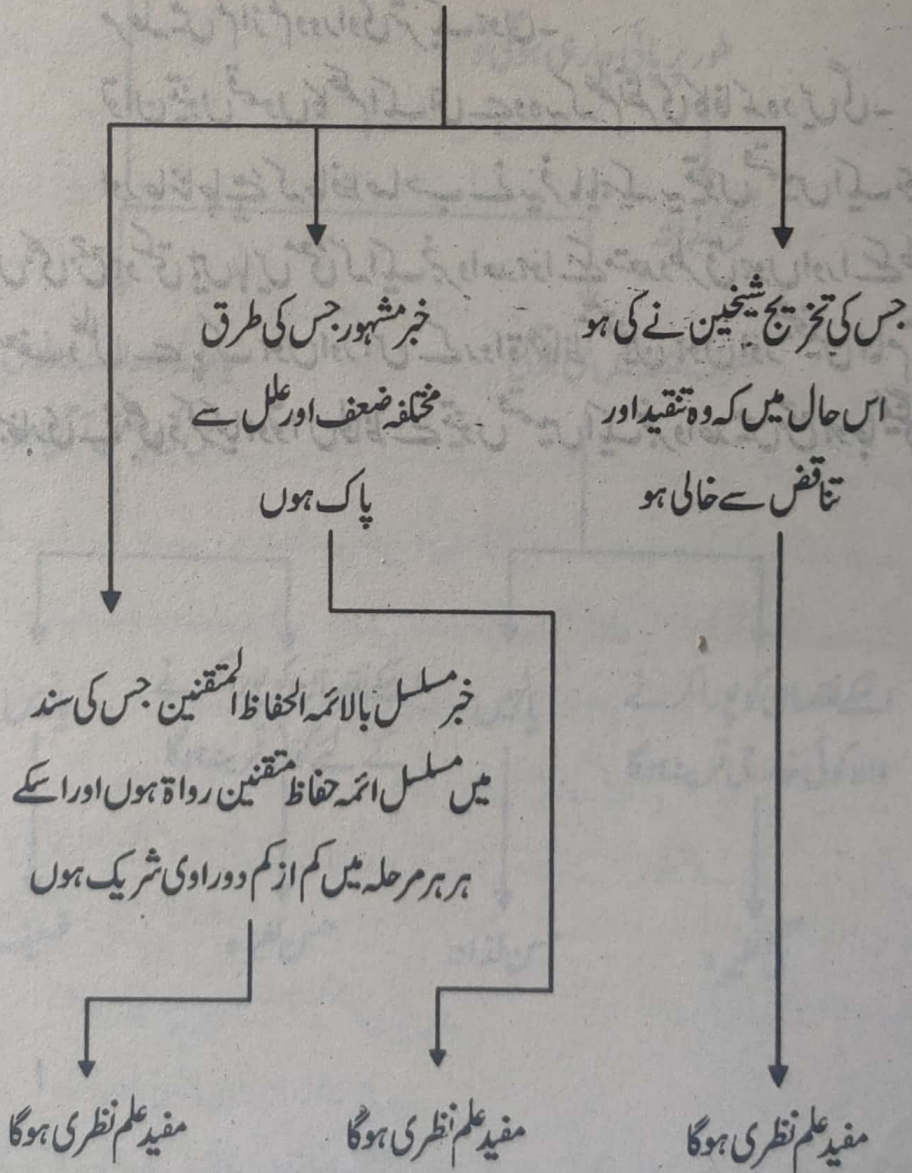 جس کی تخریج شیخین نے کی ہو
اس حال میں کہ وہ تنقید اور
تناقض سے خالی ہو
خبر مشہور جس کی طرق
مختلفہ ضعف اور علل سے
پاک ہوں
خبر مسلسل بالائمہ الحفاظ المتقنین جس کی سند
میں مسلسل ائمہ حفاظ متقنین رواۃ ہوں اور اسکے
ہر ہر مرحلہ میں کم از کم دو راوی شریک ہوں
مفید علم نظری ہوگا
مفید علم نظری ہوگا
مفید علم نظری ہوگا